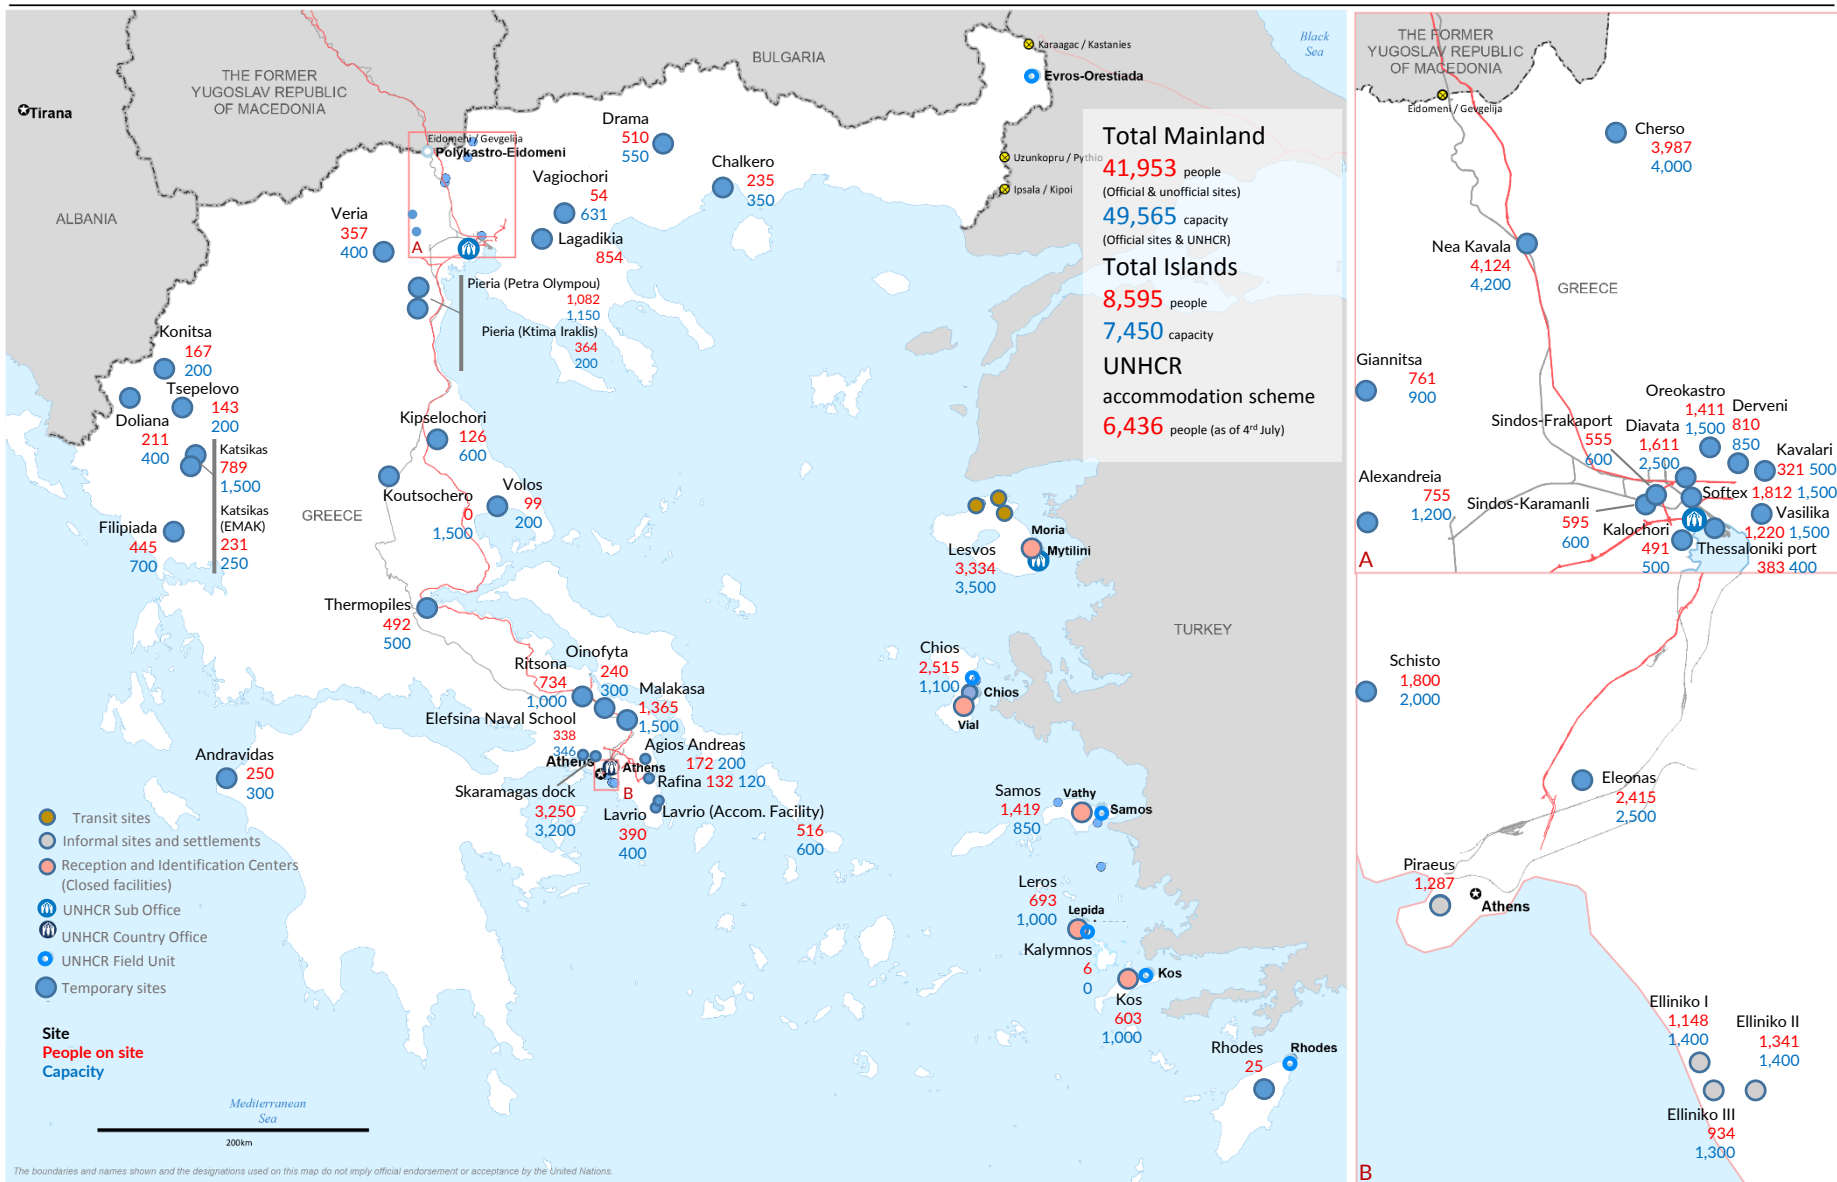 THE FORMER
YUGOSLAV REPUBLIC
OF MACEDONIA
BULGARIA
Black
Sea
Karaagac / Kastanies
Evros-Orestiada
Tirana
ALBANIA
Eidomeni / Gevgelija
Polykastro-Eidomeni
Drama
510
550
Chalkero
235
350
Vagiochori
54
631
Lagadikia
854
Uzunkopru / Pythio
Ipsala / Kipoi
Veria
357
400
A
Pieria (Petra Olympou)
1,082
1,150
Pieria (Ktima Iraklis)
364
200
Total Mainland
41,953 people
(Official & unofficial sites)
49,565 capacity
(Official sites & UNHCR)
Total Islands
8,595 people
7,450 capacity
UNHCR
accommodation scheme
6,436 people (as of 4rd July)
Konitsa
167
200
Tsepelovo
143
200
Doliana
211
400
Katsikas
789
1,500
Katsikas
(EMAK)
231
250
Filipiada
445
700
GREECE
Kipselochori
126
600
Koutsochero
0
1,500
Volos
99
200
Thermopiles
492
500
Lesvos
3,334
3,500
Moria
Mytilini
TURKEY
Chios
2,515
1,100
Chios
Vial
Oinofyta
240
300
Ritsona
734
1,000
Malakasa
1,365
1,500
Elefsina Naval School
338
346
Athens
Athens
Agios Andreas
172 200
Rafina 132 120
B
Skaramagas dock
3,250
3,200
Lavrio
390
400
Lavrio (Accom. Facility)
516
600
Andravidas
250
300
Samos
1,419
850
Vathy
Samos
Leros
693
1,000
Lepida
Kalymnos
6
0
Kos
Kos
603
1,000
Rhodes
25
Rhodes
Transit sites
Informal sites and settlements
Reception and Identification Centers
(Closed facilities)
UNHCR Sub Office
UNHCR Country Office
UNHCR Field Unit
Temporary sites
Site
People on site
Capacity
Mediterranean
Sea
200km
The boundaries and names shown and the designations used on this map do not imply official endorsement or acceptance by the United Nations.
THE FORMER
YUGOSLAV REPUBLIC
OF MACEDONIA
Eidomeni / Gevgelija
Cherso
3,987
4,000
Nea Kavala
4,124
4,200
GREECE
Giannitsa
761
900
Alexandreia
755
1,200
Sindos-Frakaport
555
600
Diavata
1,611
2,500
Oreokastro
1,411
1,500
Derveni
810
850
Kavalari
321 500
Softex 1,812 1,500
Vasilika
1,220 1,500
Sindos-Karamanli
595
600
Kalochori
491
500
Thessaloniki port
383 400
A
Schisto
1,800
2,000
Eleonas
2,415
2,500
Piraeus
1,287
Athens
Elliniko I
1,148
1,400
Elliniko II
1,341
1,400
Elliniko III
934
1,300
B